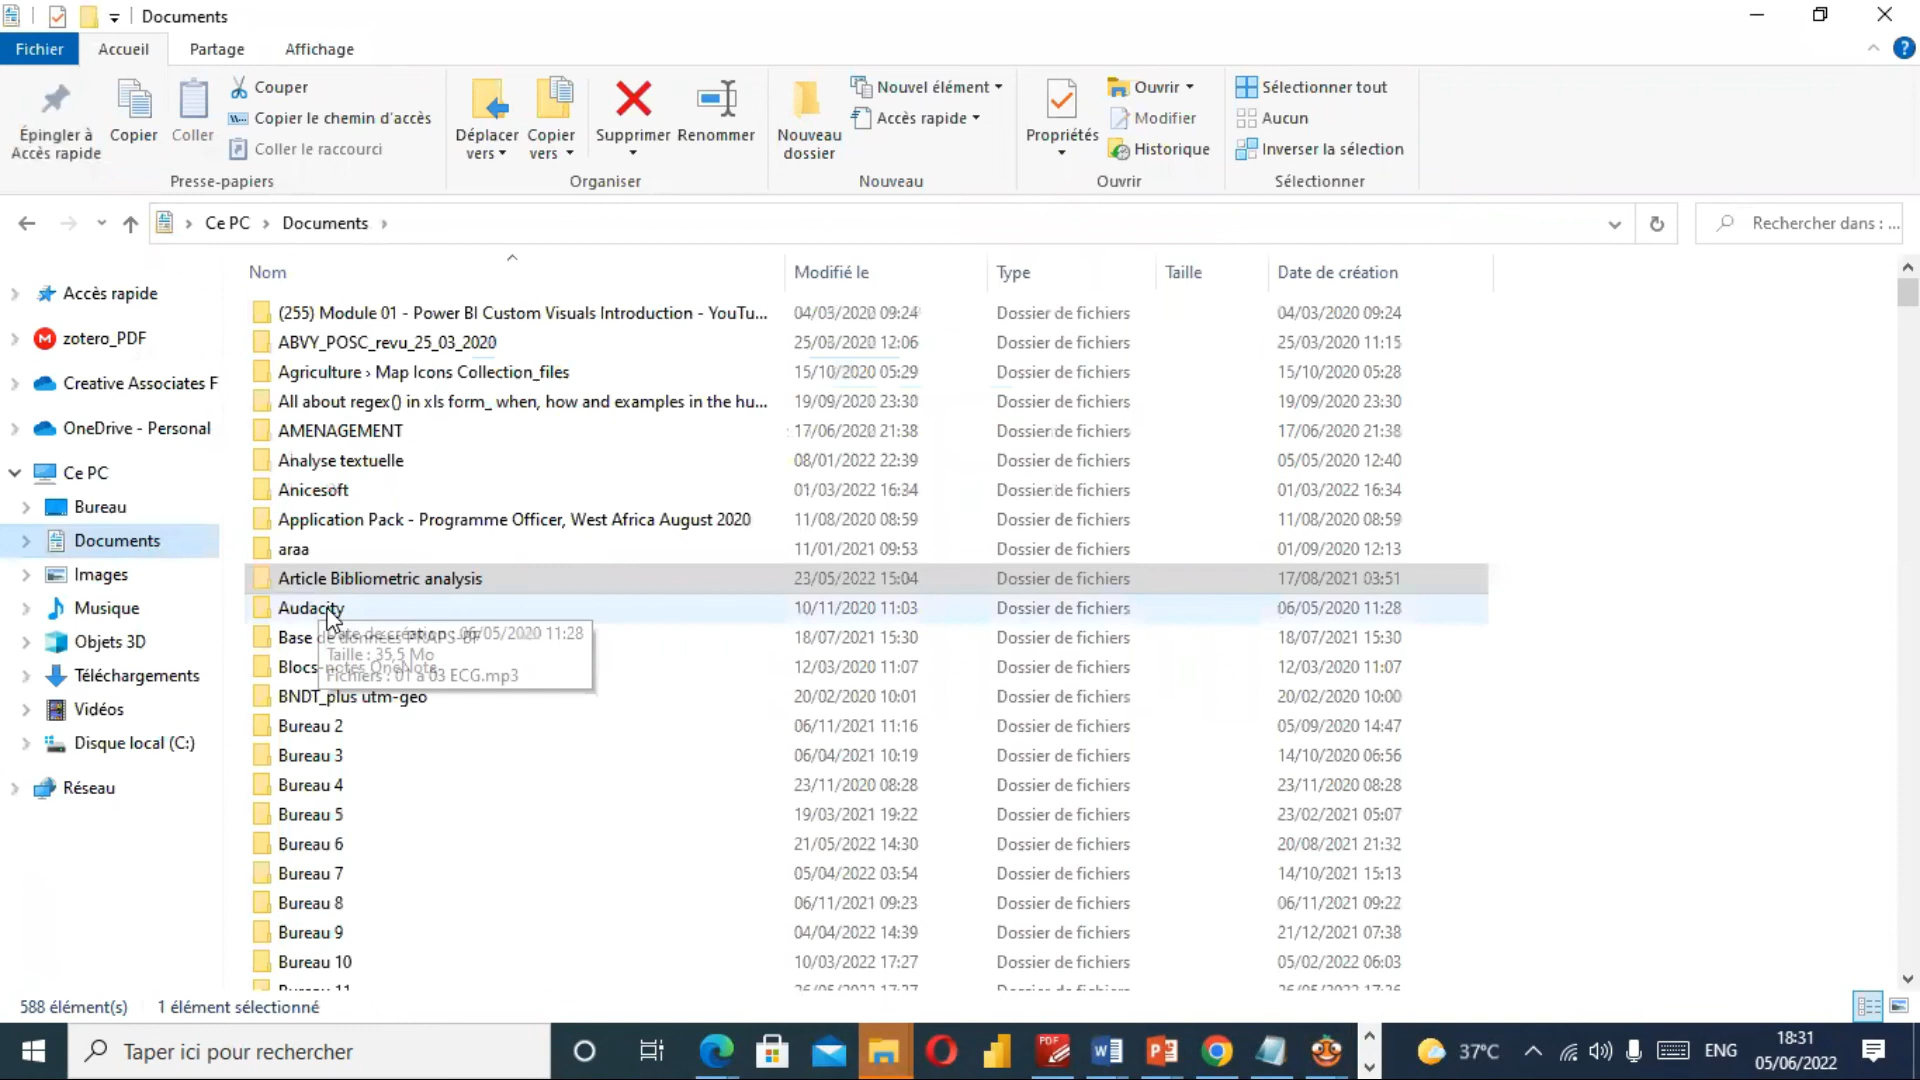 Documents
Fichier Accueil Partage Affichage
Épingler à Accès rapide
Copier
Coller
Couper
Copier le chemin d'accès
Coller le raccourci
Déplacer vers
Copier vers
Supprimer
Renommer
Nouveau dossier
Nouvel élément
Accès rapide
Propriétés
Ouvrir
Modifier
Historique
Sélectionner tout
Aucun
Inverser la sélection
Presse-papiers Organiser Nouveau Ouvrir Sélectionner
Ce PC > Documents >
Rechercher dans : ...
Accès rapide
zotero_PDF
Creative Associates F
OneDrive - Personal
Ce PC
Bureau
Documents
Images
Musique
Objets 3D
Téléchargements
Vidéos
Disque local (C:)
Réseau
Nom Modifié le Type Taille Date de création
(255) Module 01 - Power BI Custom Visuals Introduction - YouTu... 04/03/2020 09:24 Dossier de fichiers 04/03/2020 09:24
ABVY_POSC_revu_25_03_2020 25/03/2020 12:06 Dossier de fichiers 25/03/2020 11:15
Agriculture › Map Icons Collection_files 15/10/2020 05:29 Dossier de fichiers 15/10/2020 05:28
All about regex() in xls form_ when, how and examples in the hu... 19/09/2020 23:30 Dossier de fichiers 19/09/2020 23:30
AMENAGEMENT 17/06/2020 21:38 Dossier de fichiers 17/06/2020 21:38
Analyse textuelle 08/01/2022 22:39 Dossier de fichiers 05/05/2020 12:40
Anicesoft 01/03/2022 16:34 Dossier de fichiers 01/03/2022 16:34
Application Pack - Programme Officer, West Africa August 2020 11/08/2020 08:59 Dossier de fichiers 11/08/2020 08:59
araa 11/01/2021 09:53 Dossier de fichiers 01/09/2020 12:13
Article Bibliometric analysis 23/05/2022 15:04 Dossier de fichiers 17/08/2021 03:51
Audacity 10/11/2020 11:03 Dossier de fichiers 06/05/2020 11:28
Base de données PRAPS-BF 18/07/2021 15:30 Dossier de fichiers 18/07/2021 15:30
Blocs-notes OneNote 12/03/2020 11:07 Dossier de fichiers 12/03/2020 11:07
BNDT_plus utm-geo 20/02/2020 10:01 Dossier de fichiers 20/02/2020 10:00
Bureau 2 06/11/2021 11:16 Dossier de fichiers 05/09/2020 14:47
Bureau 3 06/04/2021 10:19 Dossier de fichiers 14/10/2020 06:56
Bureau 4 23/11/2020 08:28 Dossier de fichiers 23/11/2020 08:28
Bureau 5 19/03/2021 19:22 Dossier de fichiers 23/02/2021 05:07
Bureau 6 21/05/2022 14:30 Dossier de fichiers 20/08/2021 21:32
Bureau 7 05/04/2022 03:54 Dossier de fichiers 14/10/2021 15:13
Bureau 8 06/11/2021 09:23 Dossier de fichiers 06/11/2021 09:22
Bureau 9 04/04/2022 14:39 Dossier de fichiers 21/12/2021 07:38
Bureau 10 10/03/2022 17:27 Dossier de fichiers 05/02/2022 06:03
Date de création : 06/05/2020 11:28
Taille : 35,5 Mo
Fichiers : 01 à 03 ECG.mp3
588 élément(s) 1 élément sélectionné
Taper ici pour rechercher
37°C
ENG
18:31
05/06/2022